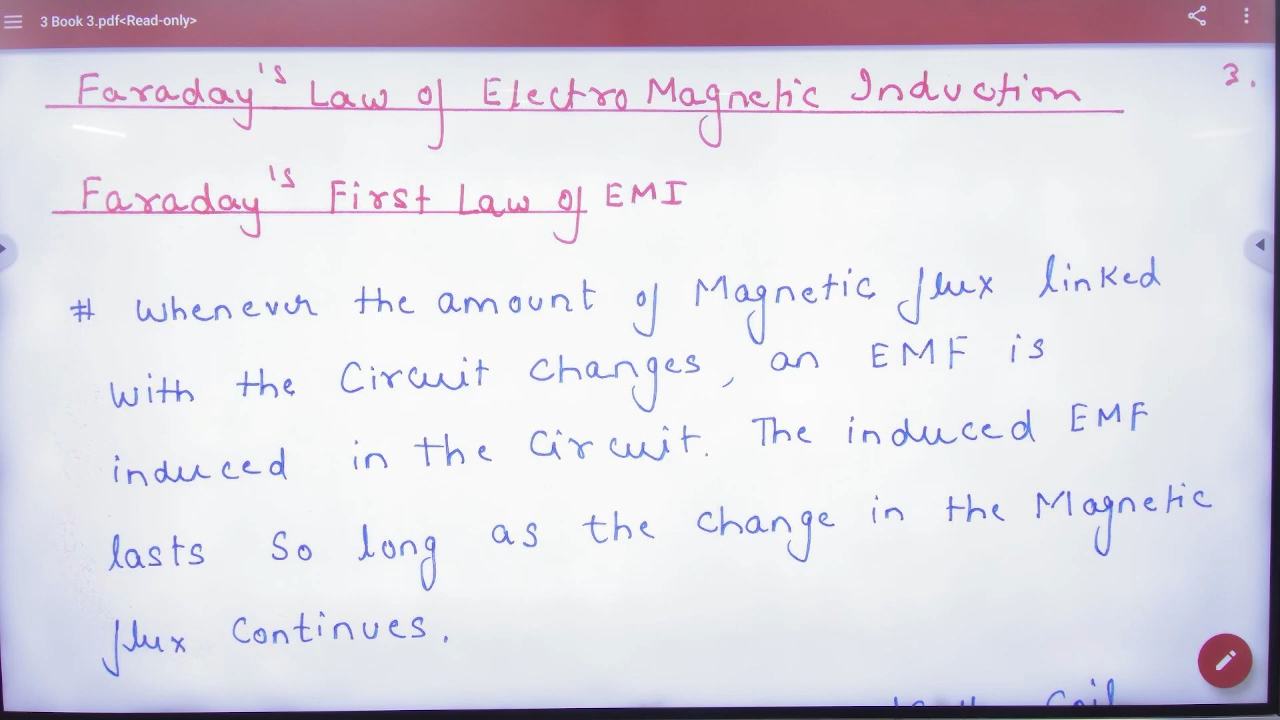 3 Book 3.pdf<Read-only>
3.
Faraday's Law of Electro Magnetic Induction
Faraday's First Law of EMI
# Whenever the amount of Magnetic flux linked
with the Circuit changes, an EMF is
induced in the Circuit. The induced EMF
lasts so long as the change in the Magnetic
flux continues.
coil